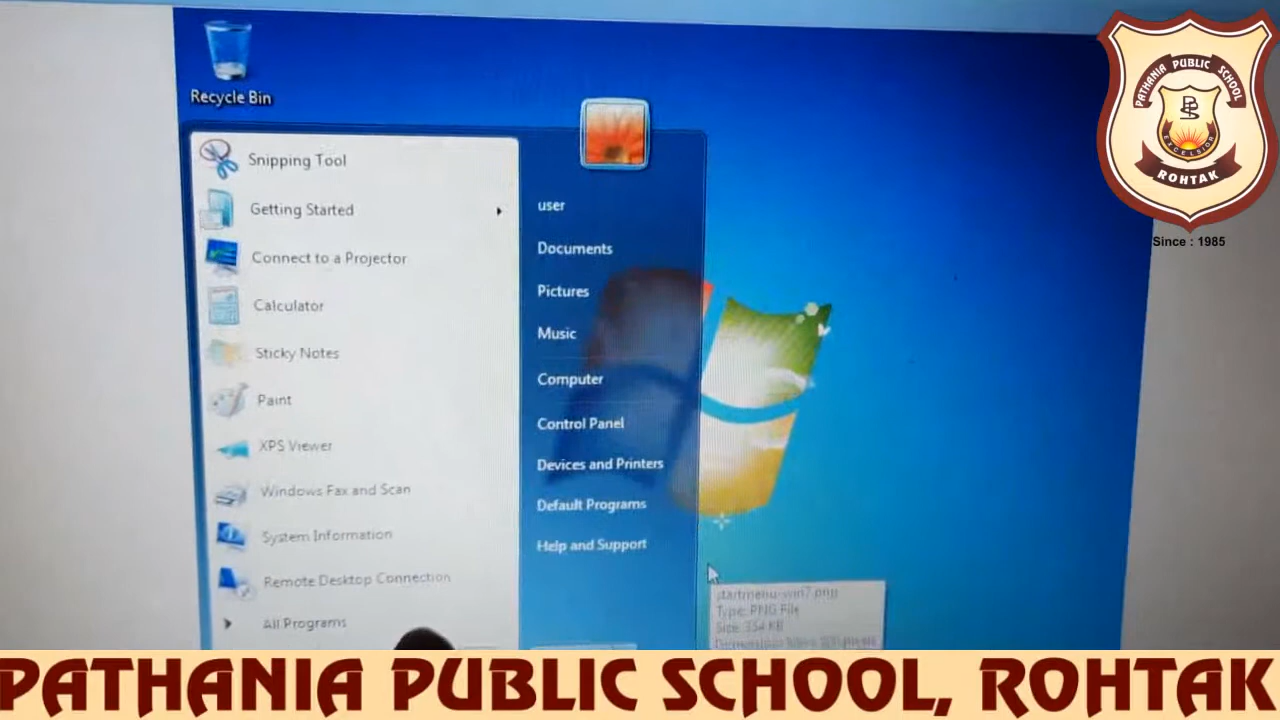 Recycle Bin
Snipping Tool
Getting Started
Connect to a Projector
Calculator
Sticky Notes
Paint
XPS Viewer
Windows Fax and Scan
System Information
Remote Desktop Connection
All Programs
user
Documents
Pictures
Music
Computer
Control Panel
Devices and Printers
Default Programs
Help and Support
startmenu-win7.png
Type: PNG File
Size: 354 KB
PATHANIA PUBLIC SCHOOL
EXCELSIOR
ROHTAK
Since : 1985
PATHANIA PUBLIC SCHOOL, ROHTAK